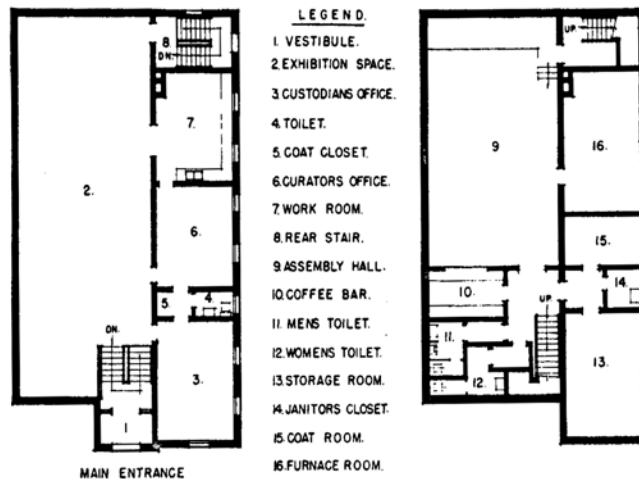 LEGEND.
1. VESTIBULE.
2. EXHIBITION SPACE.
3. CUSTODIANS OFFICE.
4. TOILET.
5. COAT CLOSET.
6. CURATORS OFFICE.
7. WORK ROOM.
8. REAR STAIR.
9. ASSEMBLY HALL.
10. COFFEE BAR.
11. MENS TOILET.
12. WOMENS TOILET.
13. STORAGE ROOM.
14. JANITORS CLOSET.
15. COAT ROOM.
16. FURNACE ROOM.
8.
DN.
7.
2.
6.
5.
4.
DN.
3.
1
MAIN ENTRANCE
UP.
9
16.
15.
14.
10.
UP.
11.
13.
12.